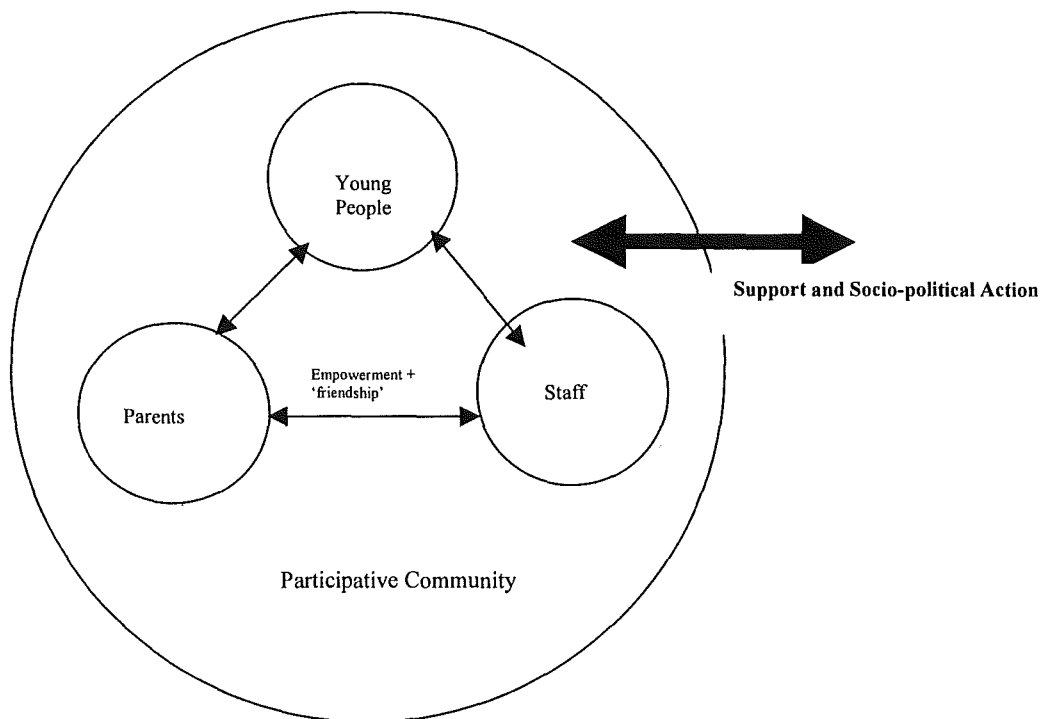 Young
People
Support and Socio-political Action
Empowerment +
‘friendship’
Parents
Staff
Participative Community